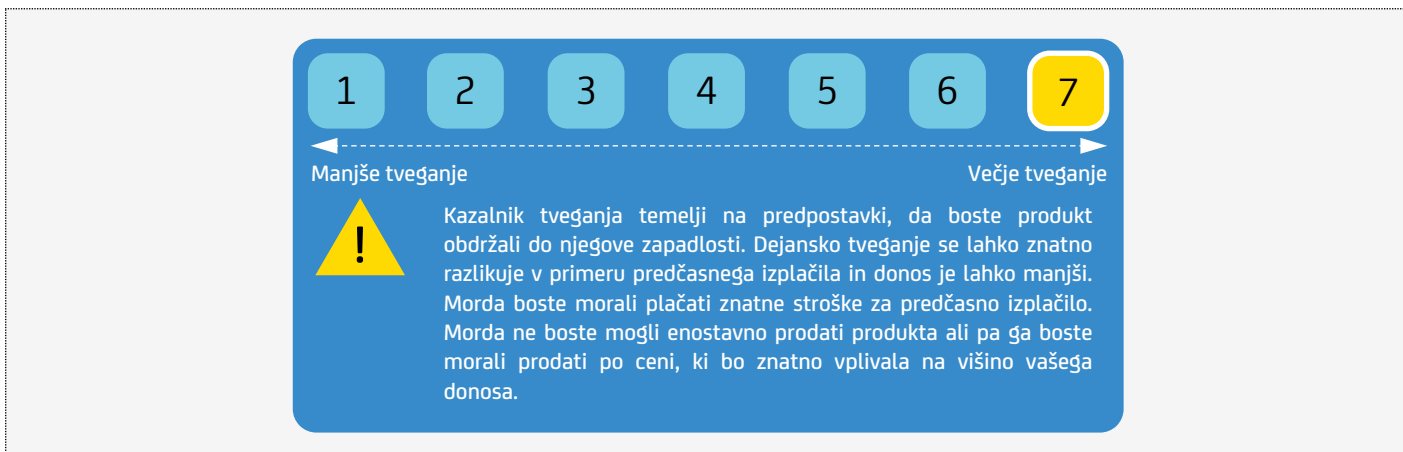 1 2 3 4 5 6 7
Manjše tveganje Večje tveganje
! Kazalnik tveganja temelji na predpostavki, da boste produkt
obdržali do njegove zapadlosti. Dejansko tveganje se lahko znatno
razlikuje v primeru predčasnega izplačila in donos je lahko manjši.
Morda boste morali plačati znatne stroške za predčasno izplačilo.
Morda ne boste mogli enostavno prodati produkta ali pa ga boste
morali prodati po ceni, ki bo znatno vplivala na višino vašega
donosa.